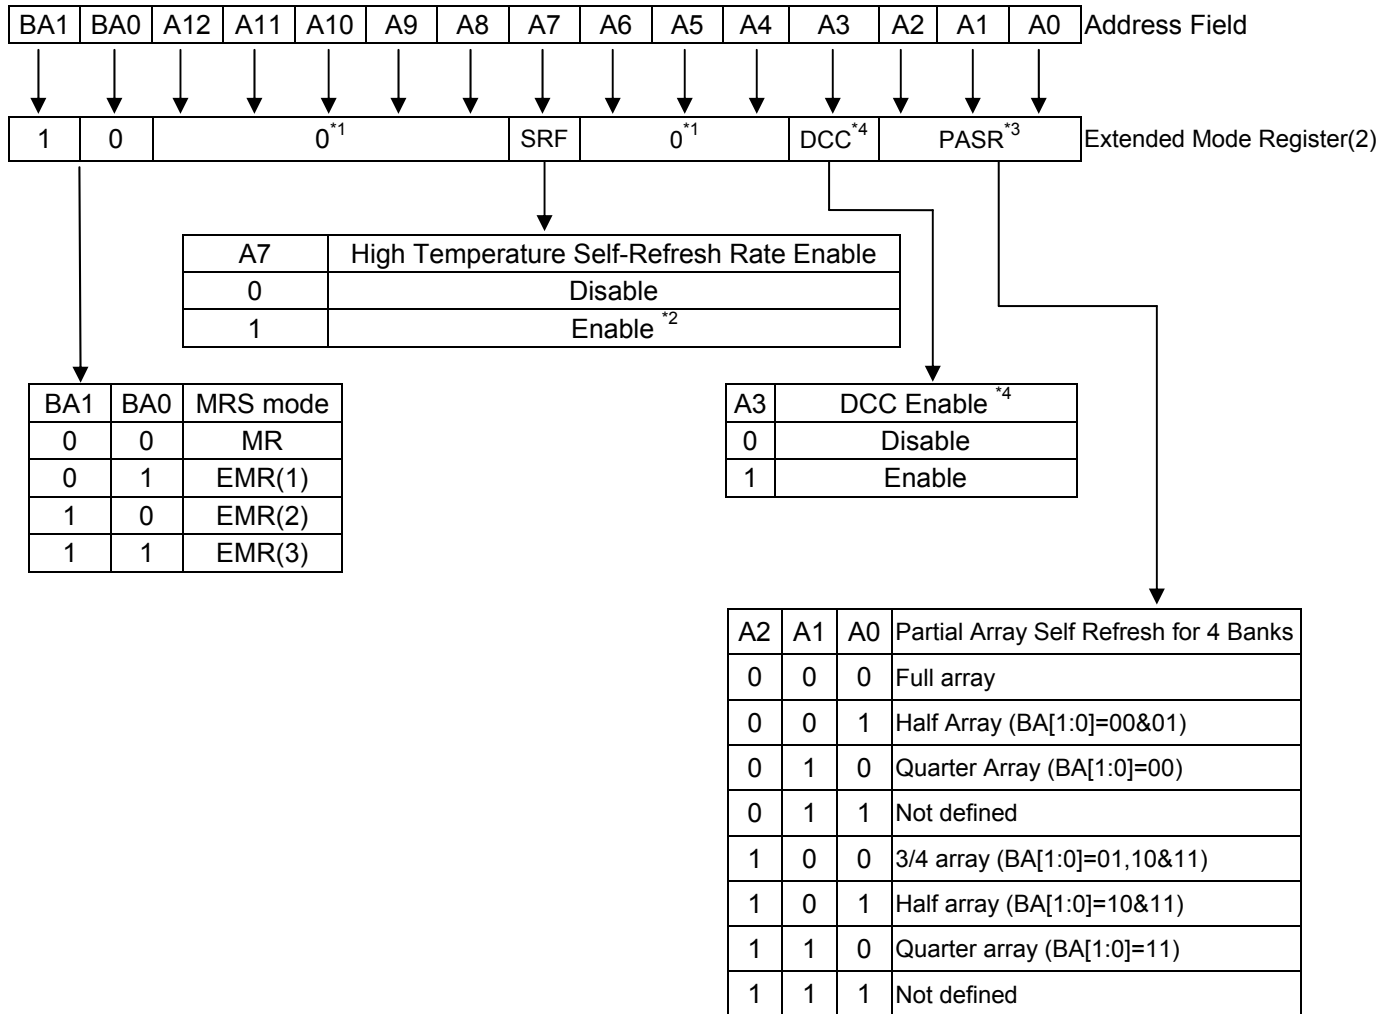 BA1 BA0 A12 A11 A10 A9 A8 A7 A6 A5 A4 A3 A2 A1 A0 Address Field
1 0 0*1 SRF 0*1 DCC*4 PASR*3 Extended Mode Register(2)
A7 High Temperature Self-Refresh Rate Enable
0 Disable
1 Enable *2
BA1 BA0 MRS mode
0 0 MR
0 1 EMR(1)
1 0 EMR(2)
1 1 EMR(3)
A3 DCC Enable *4
0 Disable
1 Enable
A2 A1 A0 Partial Array Self Refresh for 4 Banks
0 0 0 Full array
0 0 1 Half Array (BA[1:0]=00&01)
0 1 0 Quarter Array (BA[1:0]=00)
0 1 1 Not defined
1 0 0 3/4 array (BA[1:0]=01,10&11)
1 0 1 Half array (BA[1:0]=10&11)
1 1 0 Quarter array (BA[1:0]=11)
1 1 1 Not defined